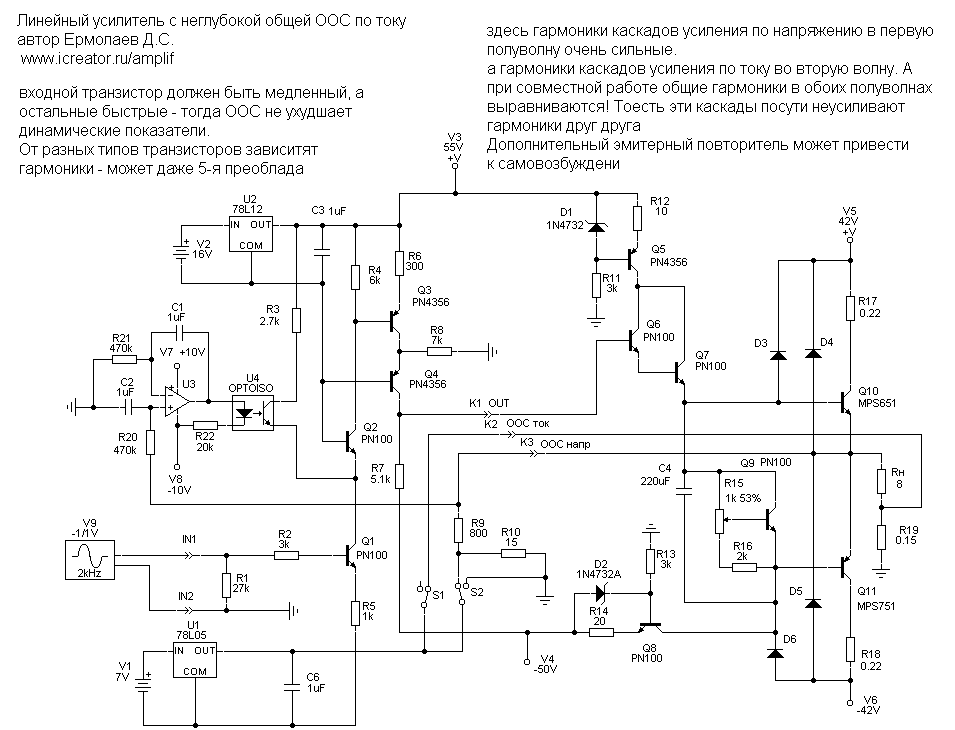 Линейный усилитель с неглубокой общей ООС по току
автор Ермолаев Д.С.
www.icreator.ru/amplif
входной транзистор должен быть медленный, а
остальные быстрые - тогда ООС не ухудшает
динамические показатели.
От разных типов транзисторов зависитят
гармоники - может даже 5-я преоблада
здесь гармоники каскадов усиления по напряжению в первую
полуволну очень сильные.
а гармоники каскадов усиления по току во вторую волну. А
при совместной работе общие гармоники в обоих полуволнах
выравниваются! Тоесть эти каскады посути неусиливают
гармоники друг друга
Дополнительный эмитерный повторитель может привести
к самовозбуждени
V3
55V
+V
U2
78L12
IN OUT
COM
C3 1uF
V2
16V
R4
6k
R6
300
Q3
PN4356
R3
2.7k
R8
7k
Q4
PN4356
C1
1uF
R21
470k
V7 +10V
C2
1uF
U3
U4
OPTOISO
R20
470k
R22
20k
V8
-10V
Q2
PN100
R7
5.1k
K1 OUT
K2 ООС ток
K3 ООС напр
D1
1N4732
R12
10
Q5
PN4356
R11
3k
Q6
PN100
Q7
PN100
V5
42V
+V
R17
0.22
D3
D4
Q10
MPS651
Q9 PN100
C4
220uF
R15
1k 53%
R16
2k
Rн
8
R19
0.15
V9
-1/1V
2kHz
IN1
IN2
R1
27k
R2
3k
Q1
PN100
R5
1k
R9
800
R10
15
S1
S2
D2
1N4732A
R13
3k
R14
20
Q8
PN100
D5
D6
Q11
MPS751
R18
0.22
V6
-42V
V4
-50V
U1
78L05
IN OUT
COM
V1
7V
C6
1uF